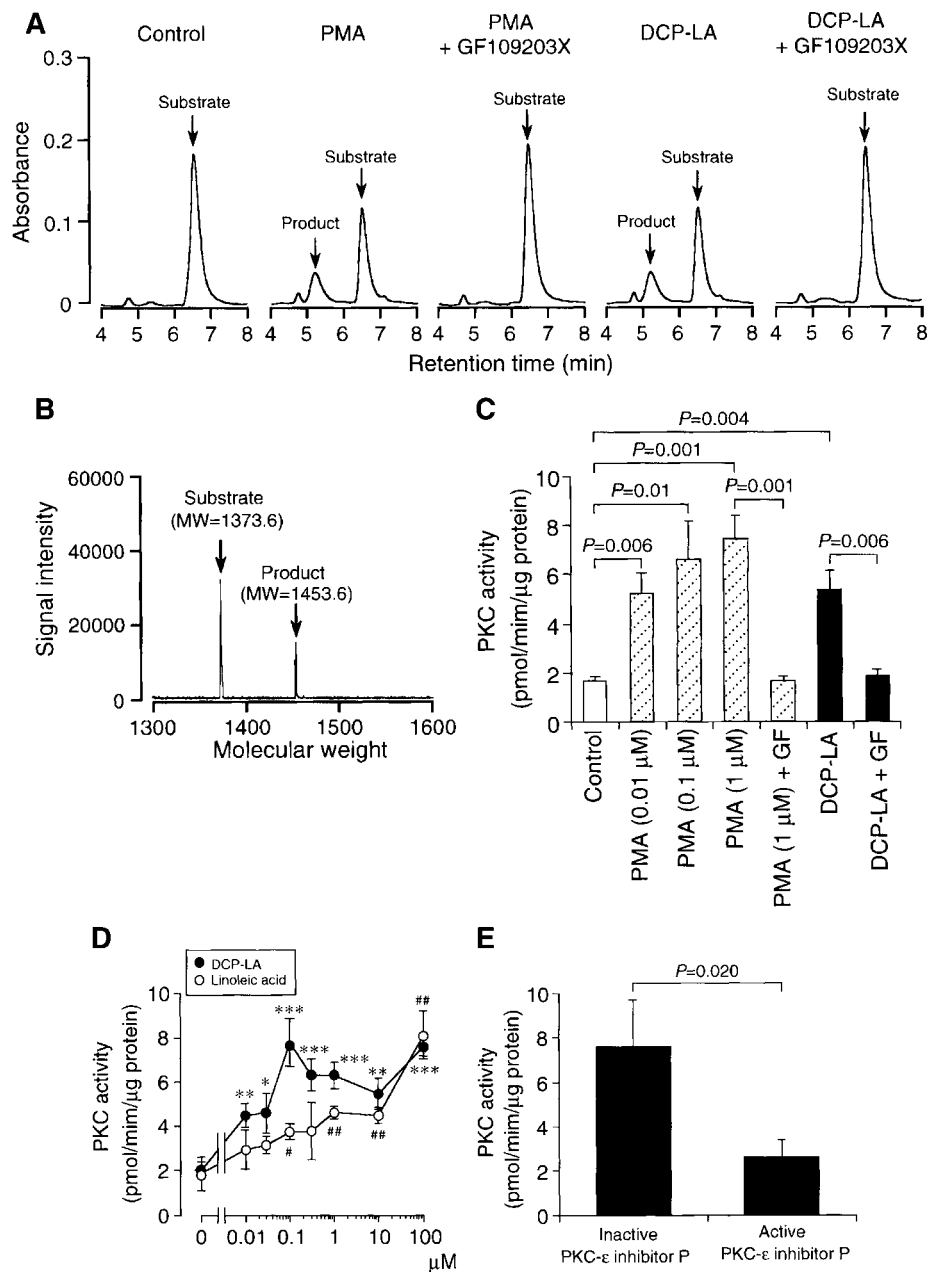 A
Control
PMA
PMA
+ GF109203X
DCP-LA
DCP-LA
+ GF109203X
Absorbance
0.3
0.2
0.1
0
Substrate
Product
Substrate
Substrate
Product
Substrate
Substrate
4 5 6 7 8
4 5 6 7 8
4 5 6 7 8
4 5 6 7 8
4 5 6 7 8
Retention time (min)
B
Signal intensity
60000
40000
20000
0
Substrate
(MW=1373.6)
Product
(MW=1453.6)
1300 1400 1500 1600
Molecular weight
C
PKC activity
(pmol/mim/µg protein)
10
8
6
4
2
0
P=0.004
P=0.001
P=0.01
P=0.001
P=0.006
P=0.006
Control
PMA (0.01 µM)
PMA (0.1 µM)
PMA (1 µM)
PMA (1 µM) + GF
DCP-LA
DCP-LA + GF
D
DCP-LA
Linoleic acid
PKC activity
(pmol/mim/µg protein)
10
8
6
4
2
0
** * *** *** *** ** ***
# ## ## ##
0 0.01 0.1 1 10 100
µM
E
PKC activity
(pmol/mim/µg protein)
10
8
6
4
2
0
P=0.020
Inactive
PKC-ε inhibitor P
Active
PKC-ε inhibitor P